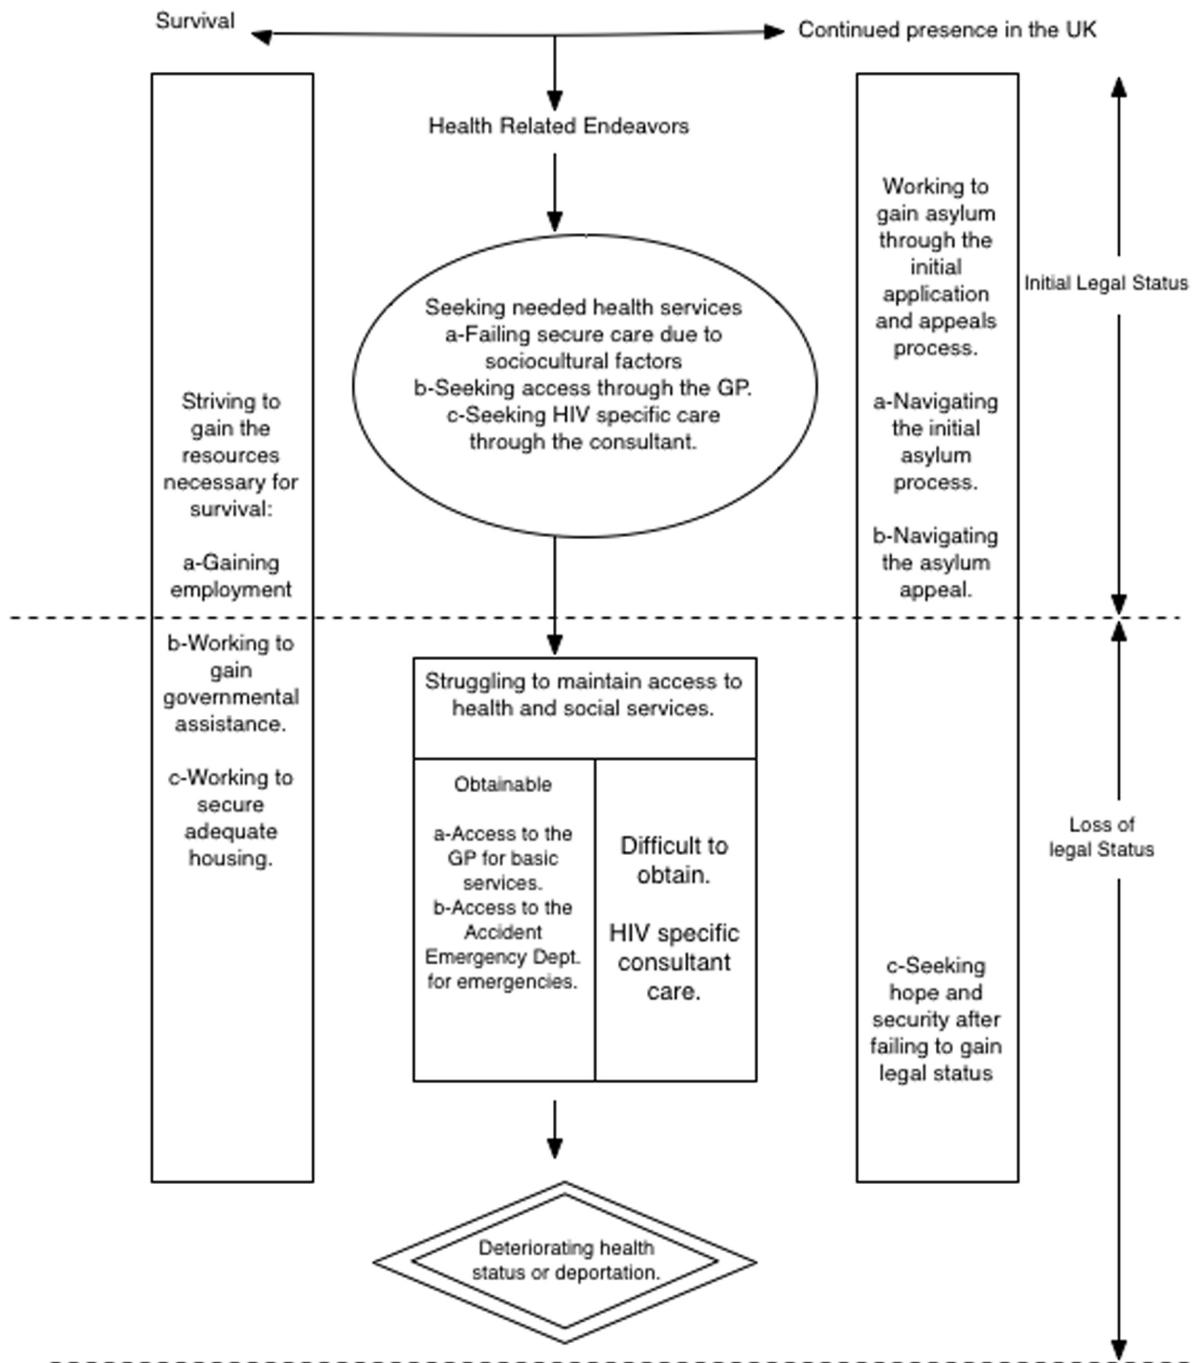 Survival
Continued presence in the UK
Health Related Endeavors
Seeking needed health services
a-Failing secure care due to
sociocultural factors
b-Seeking access through the GP.
c-Seeking HIV specific care
through the consultant.
Striving to
gain the
resources
necessary for
survival:
a-Gaining
employment
b-Working to
gain
governmental
assistance.
c-Working to
secure
adequate
housing.
Working to
gain asylum
through the
initial
application
and appeals
process.
a-Navigating
the initial
asylum
process.
b-Navigating
the asylum
appeal.
c-Seeking
hope and
security after
failing to gain
legal status
Initial Legal Status
Loss of
legal Status
Struggling to maintain access to
health and social services.
Obtainable
a-Access to the
GP for basic
services.
b-Access to the
Accident
Emergency Dept.
for emergencies.
Difficult to
obtain.
HIV specific
consultant
care.
Deteriorating health
status or deportation.